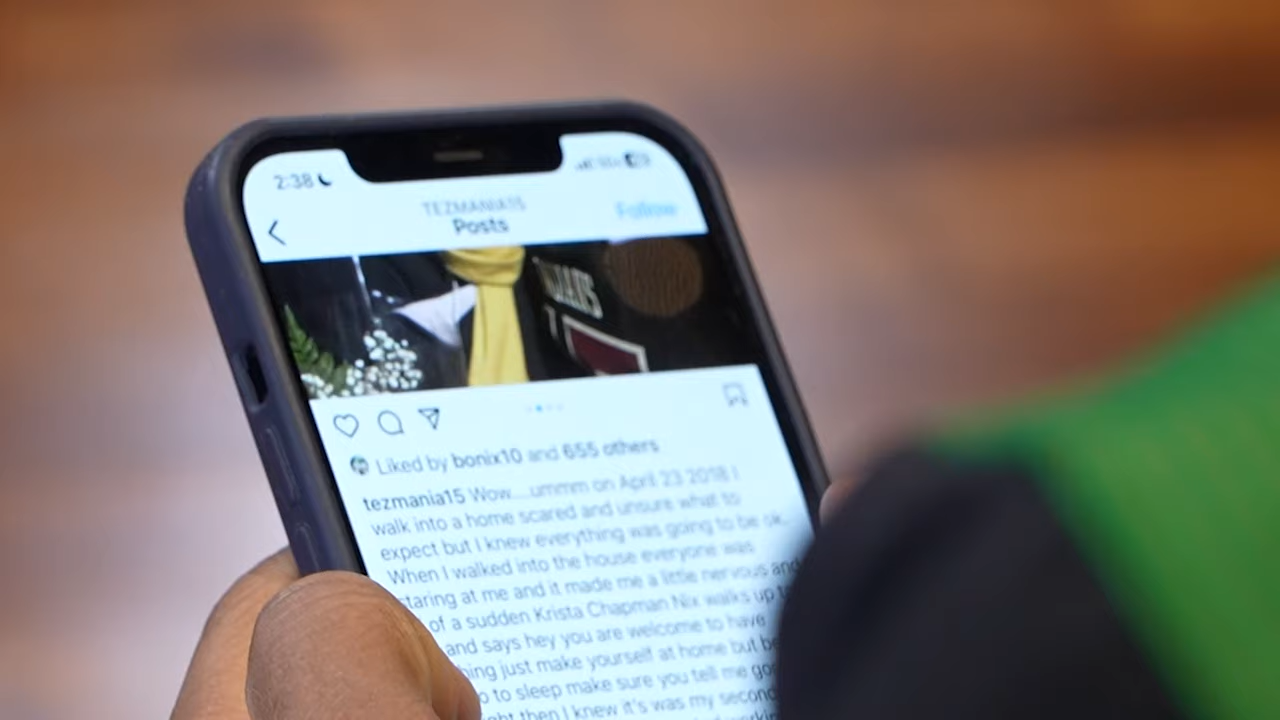 2:38
TEZMANIA15
Posts
Follow
Liked by bonix10 and 655 others
tezmania15 Wow....ummm on April 23 2018 I
walk into a home scared and unsure what to
expect but I knew everything was going to be ok...
When I walked into the house everyone was
staring at me and it made me a little nervous and
of a sudden Krista Chapman Nix walks up
and says hey you are welcome to have
just make yourself at home but
to sleep make sure you tell me
then I knew it's was my second